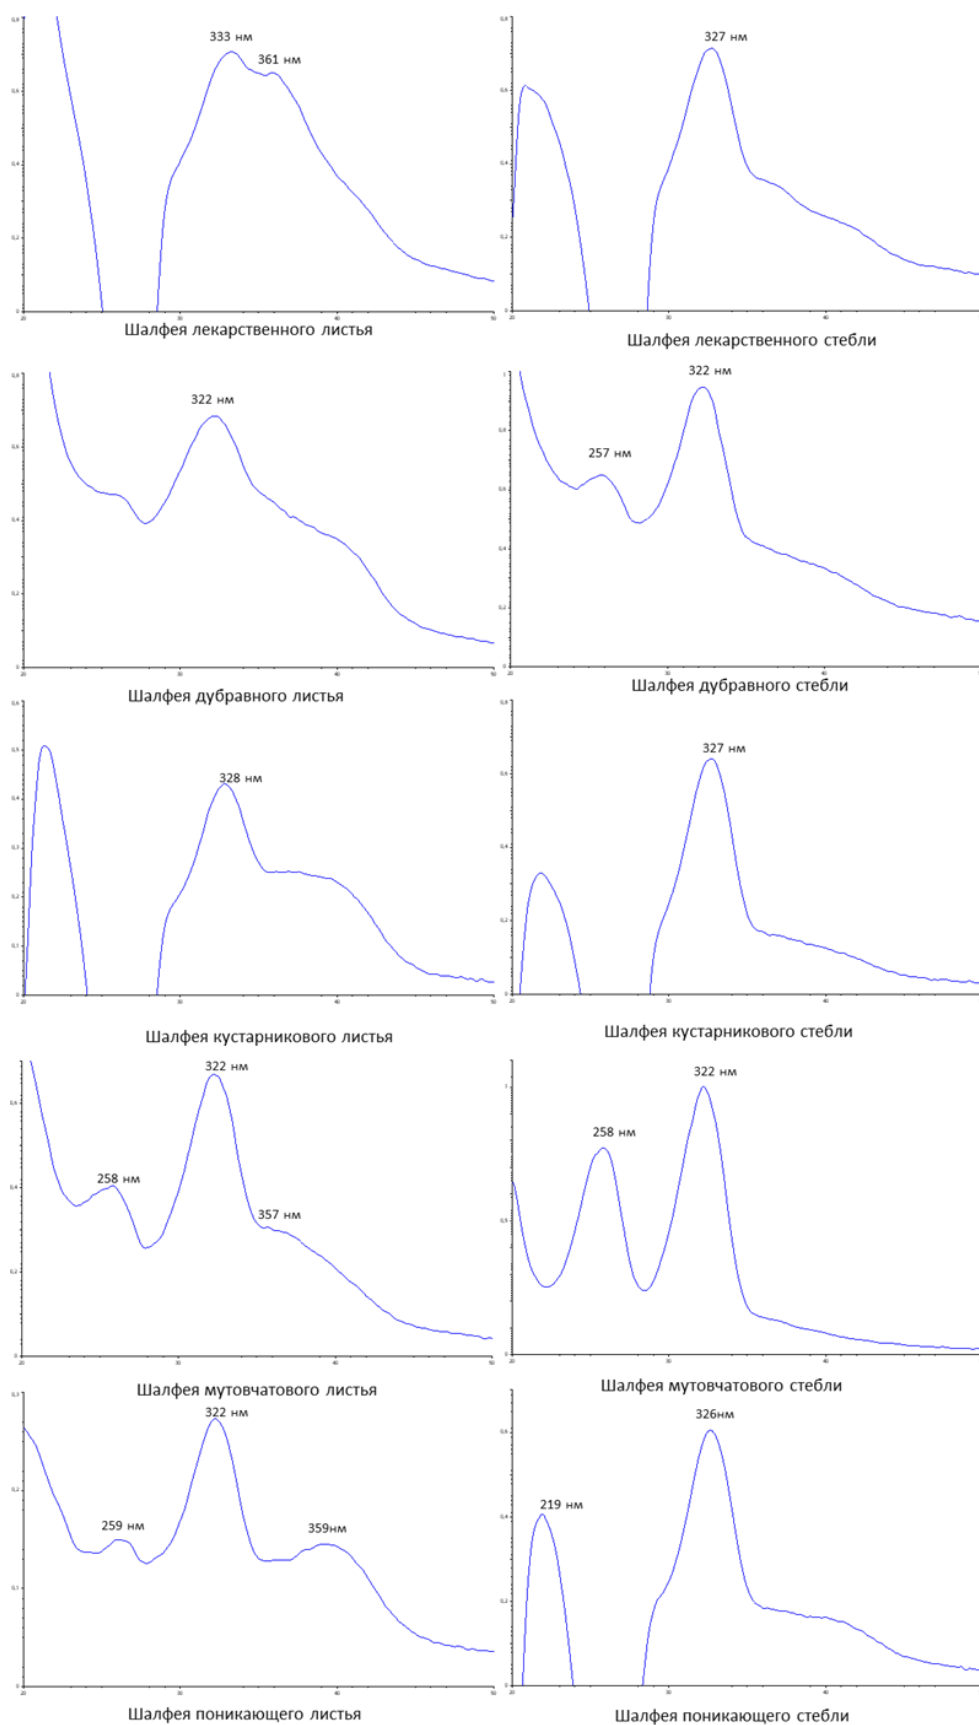 333 нм
361 нм
327 нм
Шалфея лекарственного листья
Шалфея лекарственного стебли
322 нм
322 нм
257 нм
Шалфея дубравного листья
Шалфея дубравного стебли
328 нм
327 нм
Шалфея кустарникового листья
Шалфея кустарникового стебли
322 нм
258 нм
357 нм
322 нм
258 нм
Шалфея мутовчатового листья
Шалфея мутовчатового стебли
322 нм
259 нм
359нм
326нм
219 нм
Шалфея поникающего листья
Шалфея поникающего стебли